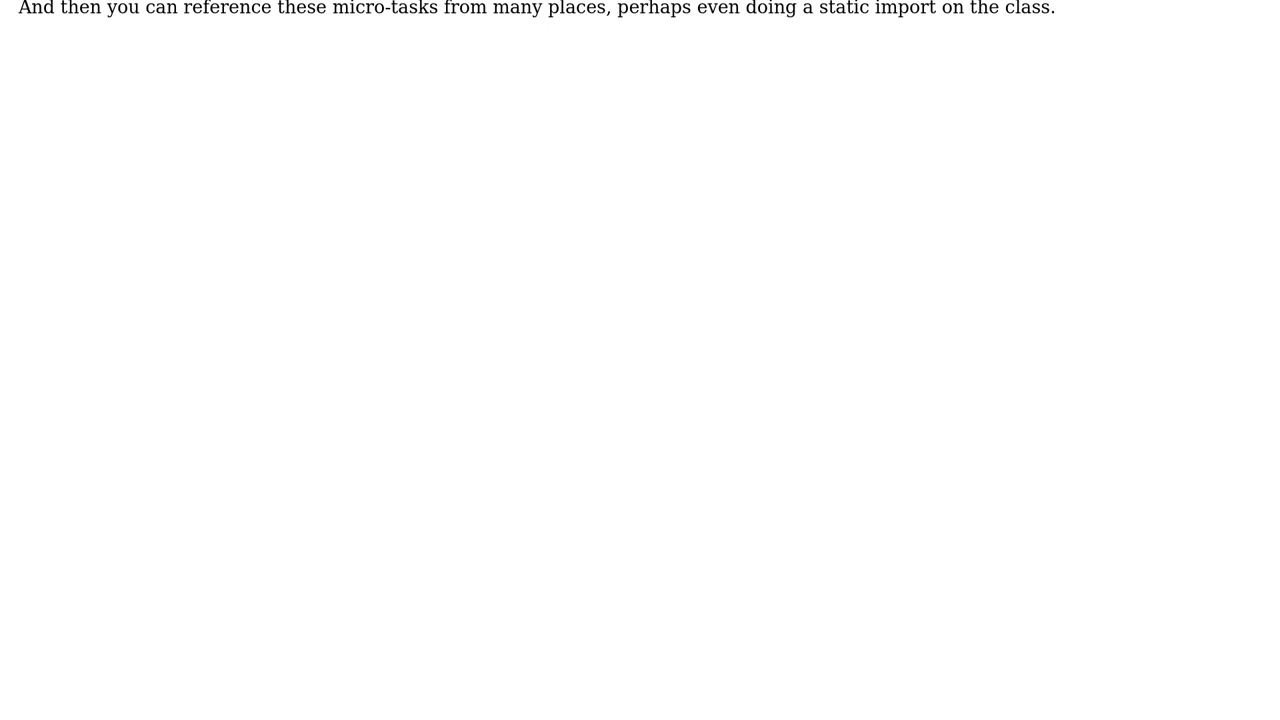 And then you can reference these micro-tasks from many places, perhaps even doing a static import on the class.